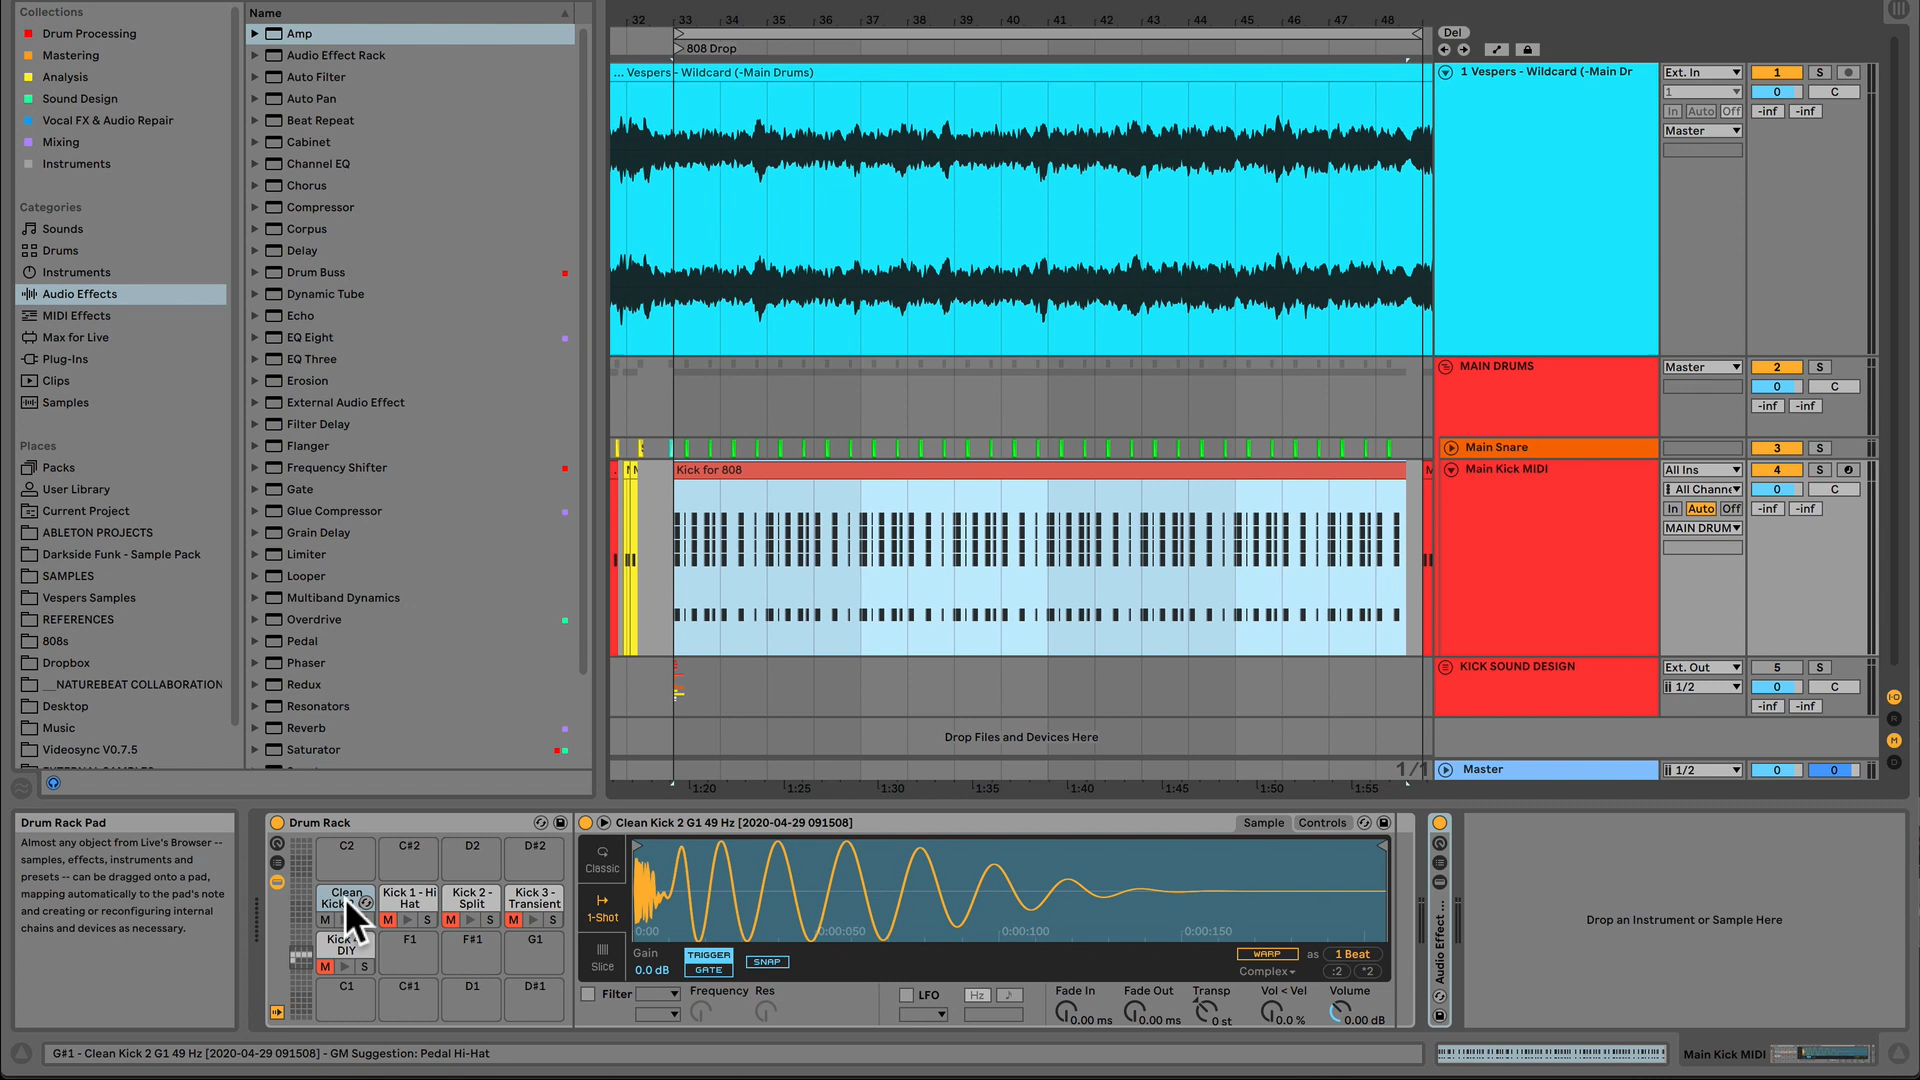 Collections
Drum Processing
Mastering
Analysis
Sound Design
Vocal FX & Audio Repair
Mixing
Instruments
Categories
Sounds
Drums
Instruments
Audio Effects
MIDI Effects
Max for Live
Plug-Ins
Clips
Samples
Places
Packs
User Library
Current Project
ABLETON PROJECTS
Darkside Funk - Sample Pack
SAMPLES
Vespers Samples
REFERENCES
808s
Dropbox
__NATUREBEAT COLLABORATION
Desktop
Music
Videosync V0.7.5
Name
Amp
Audio Effect Rack
Auto Filter
Auto Pan
Beat Repeat
Cabinet
Channel EQ
Chorus
Compressor
Corpus
Delay
Drum Buss
Dynamic Tube
Echo
EQ Eight
EQ Three
Erosion
External Audio Effect
Filter Delay
Flanger
Frequency Shifter
Gate
Glue Compressor
Grain Delay
Limiter
Looper
Multiband Dynamics
Overdrive
Pedal
Phaser
Redux
Resonators
Reverb
Saturator
32 33 34 35 36 37 38 39 40 41 42 43 44 45 46 47 48
808 Drop
... Vespers - Wildcard (-Main Drums)
Kick for 808
Drop Files and Devices Here
1/1
1:20 1:25 1:30 1:35 1:40 1:45 1:50 1:55
Del
1 Vespers - Wildcard (-Main Dr
Ext. In 1 S
1 0 C
In Auto Off -inf -inf
Master
MAIN DRUMS Master 2 S
0 C
-inf -inf
Main Snare 3 S
Main Kick MIDI All Ins 4 S
All Channe 0 C
In Auto Off -inf -inf
MAIN DRUM
KICK SOUND DESIGN Ext. Out 5 S
1/2 0 C
-inf -inf
Master 1/2 0 0
I·O
R
M
D
Drum Rack Pad
Almost any object from Live's Browser --
samples, effects, instruments and
presets -- can be dragged onto a pad,
mapping automatically to the pad's note
and creating or reconfiguring internal
chains and devices as necessary.
Drum Rack
C2 C#2 D2 D#2
Clean Kick 1 - Hi Kick 2 - Kick 3 -
Kick Hat Split Transient
M M S M S M S
F1 F#1 G1
DIY
M S
C1 C#1 D1 D#1
Clean Kick 2 G1 49 Hz [2020-04-29 091508]
Sample Controls
Classic
1-Shot
Slice
0:00 0:00:050 0:00:100 0:00:150
Gain
0.0 dB
TRIGGER
GATE
SNAP
WARP as 1 Beat
Complex :2 *2
Filter Frequency Res
LFO Hz
Fade In Fade Out Transp Vol < Vel Volume
0.00 ms 0.00 ms 0 st 0.0 % 0.00 dB
Audio Effect ...
Drop an Instrument or Sample Here
G#1 - Clean Kick 2 G1 49 Hz [2020-04-29 091508] - GM Suggestion: Pedal Hi-Hat
Main Kick MIDI